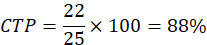 CTP = 22/25 × 100 = 88%